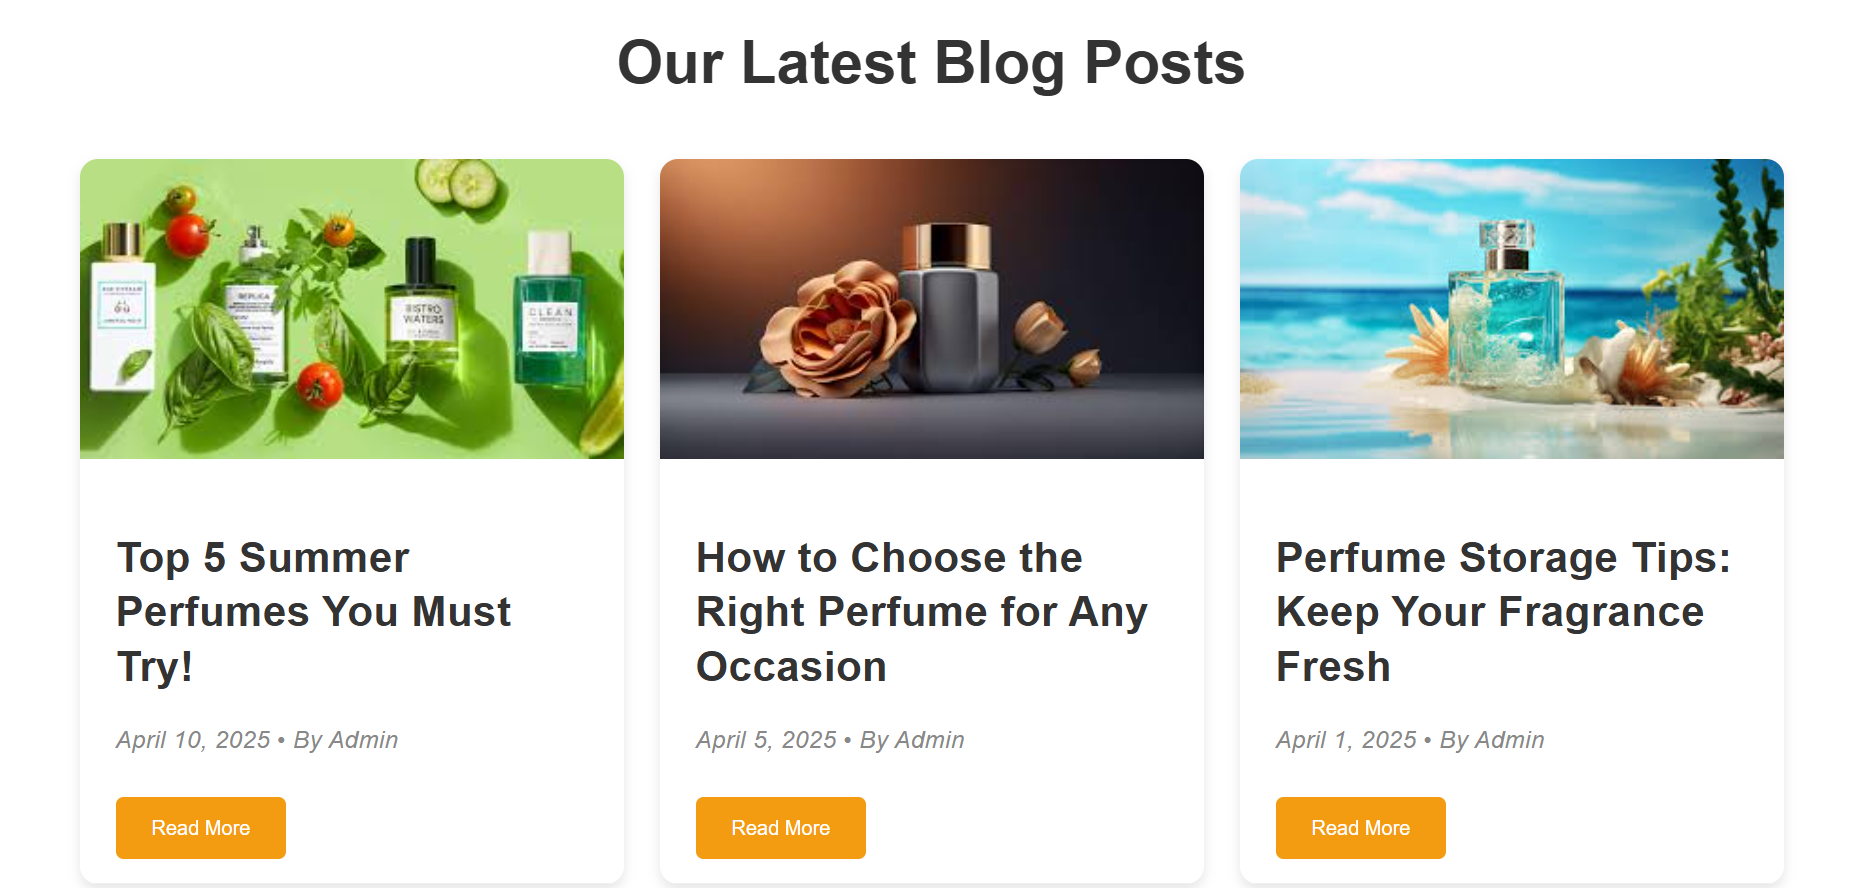 Our Latest Blog Posts
REPLICA
BISTRO
WATERS
CLEAN
Top 5 Summer
Perfumes You Must
Try!
April 10, 2025 • By Admin
Read More
How to Choose the
Right Perfume for Any
Occasion
April 5, 2025 • By Admin
Read More
Perfume Storage Tips:
Keep Your Fragrance
Fresh
April 1, 2025 • By Admin
Read More